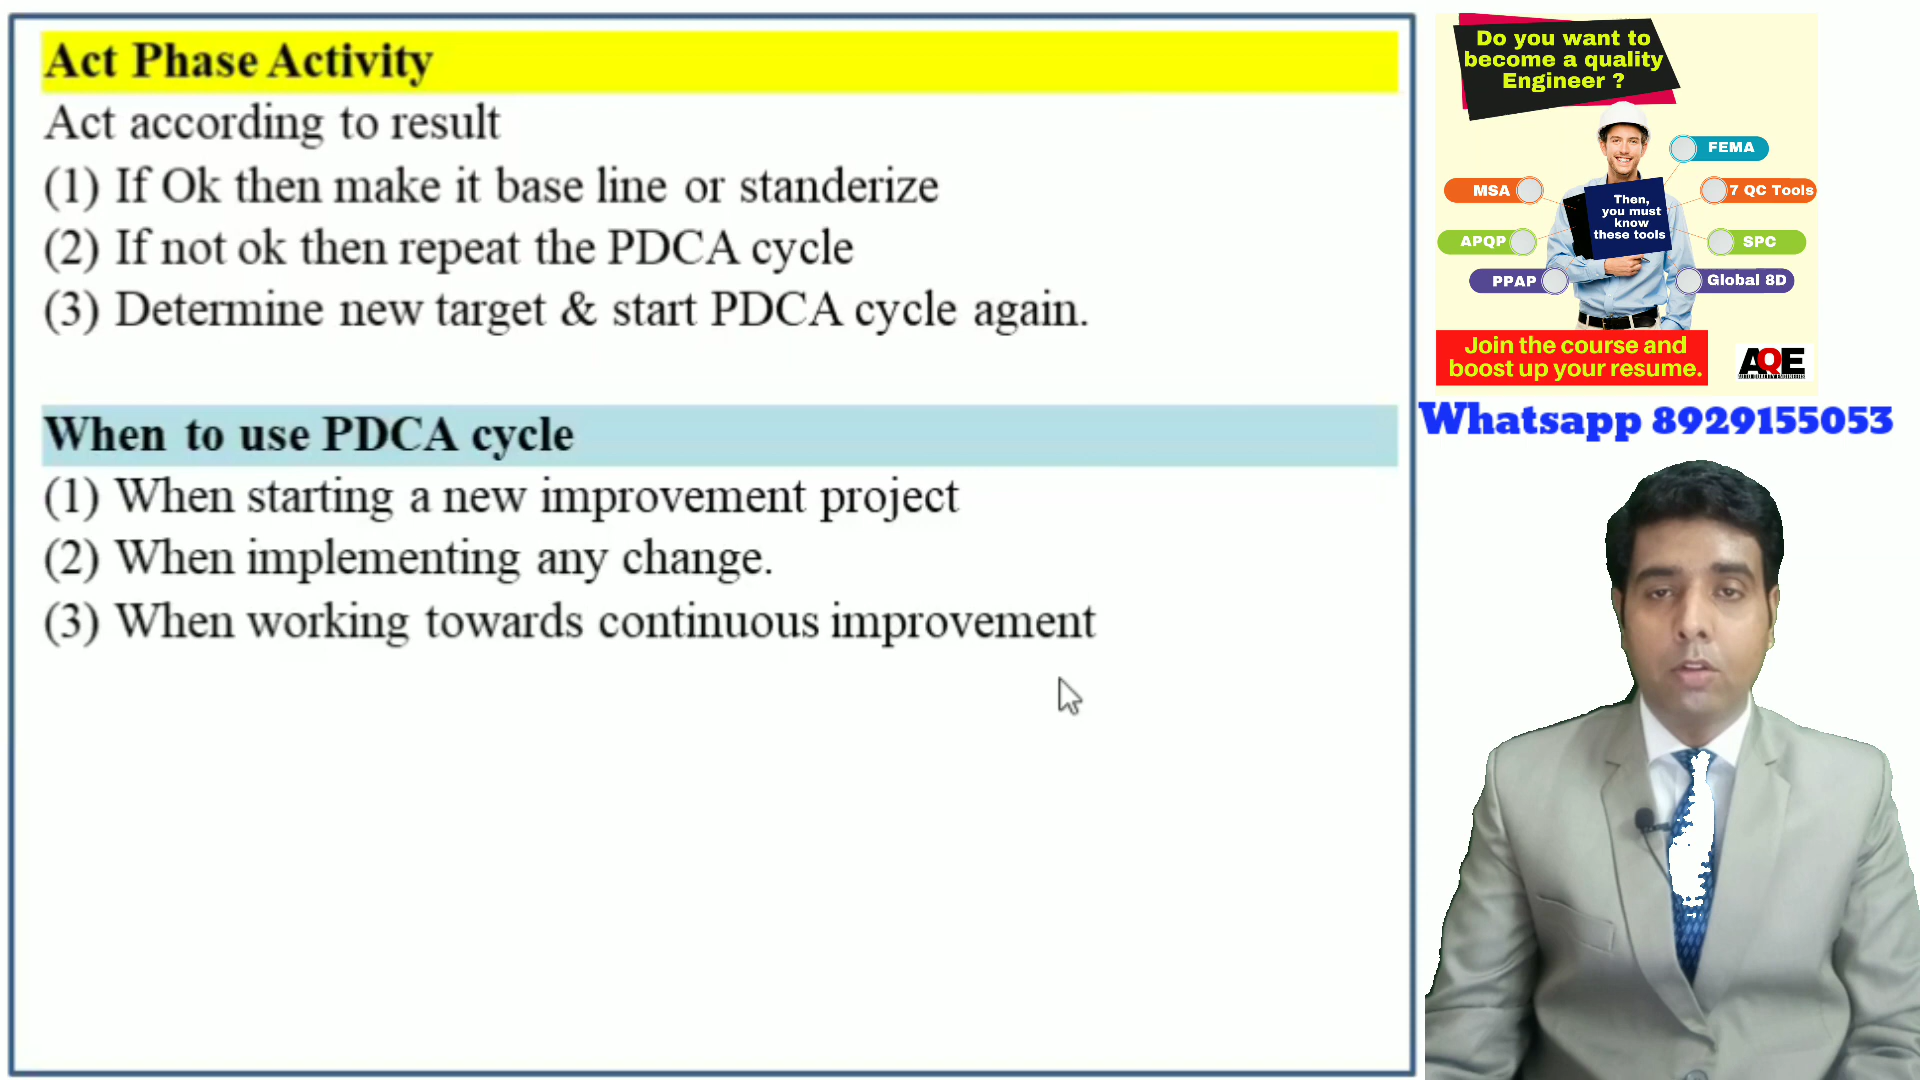 Act Phase Activity
Act according to result
(1) If Ok then make it base line or standerize
(2) If not ok then repeat the PDCA cycle
(3) Determine new target & start PDCA cycle again.
When to use PDCA cycle
(1) When starting a new improvement project
(2) When implementing any change.
(3) When working towards continuous improvement
Do you want to
become a quality
Engineer ?
FEMA
MSA
7 QC Tools
Then,
you must
know
these tools
APQP
SPC
PPAP
Global 8D
Join the course and
boost up your resume.
AQE
Whatsapp 8929155053